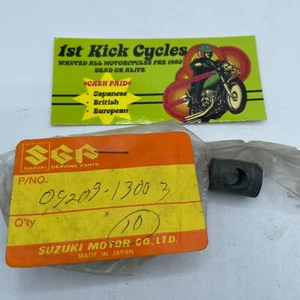 1st Kick Cycles
WANTED ALL MOTORCYCLES PRE 1980
DEAD OR ALIVE
CASH PAID
Japanese
British
European
SGP
SUZUKI GENUINE PARTS
P/NO.
09209-13003
Q'ty
10
SUZUKI MOTOR CO.,LTD.
MADE IN JAPAN